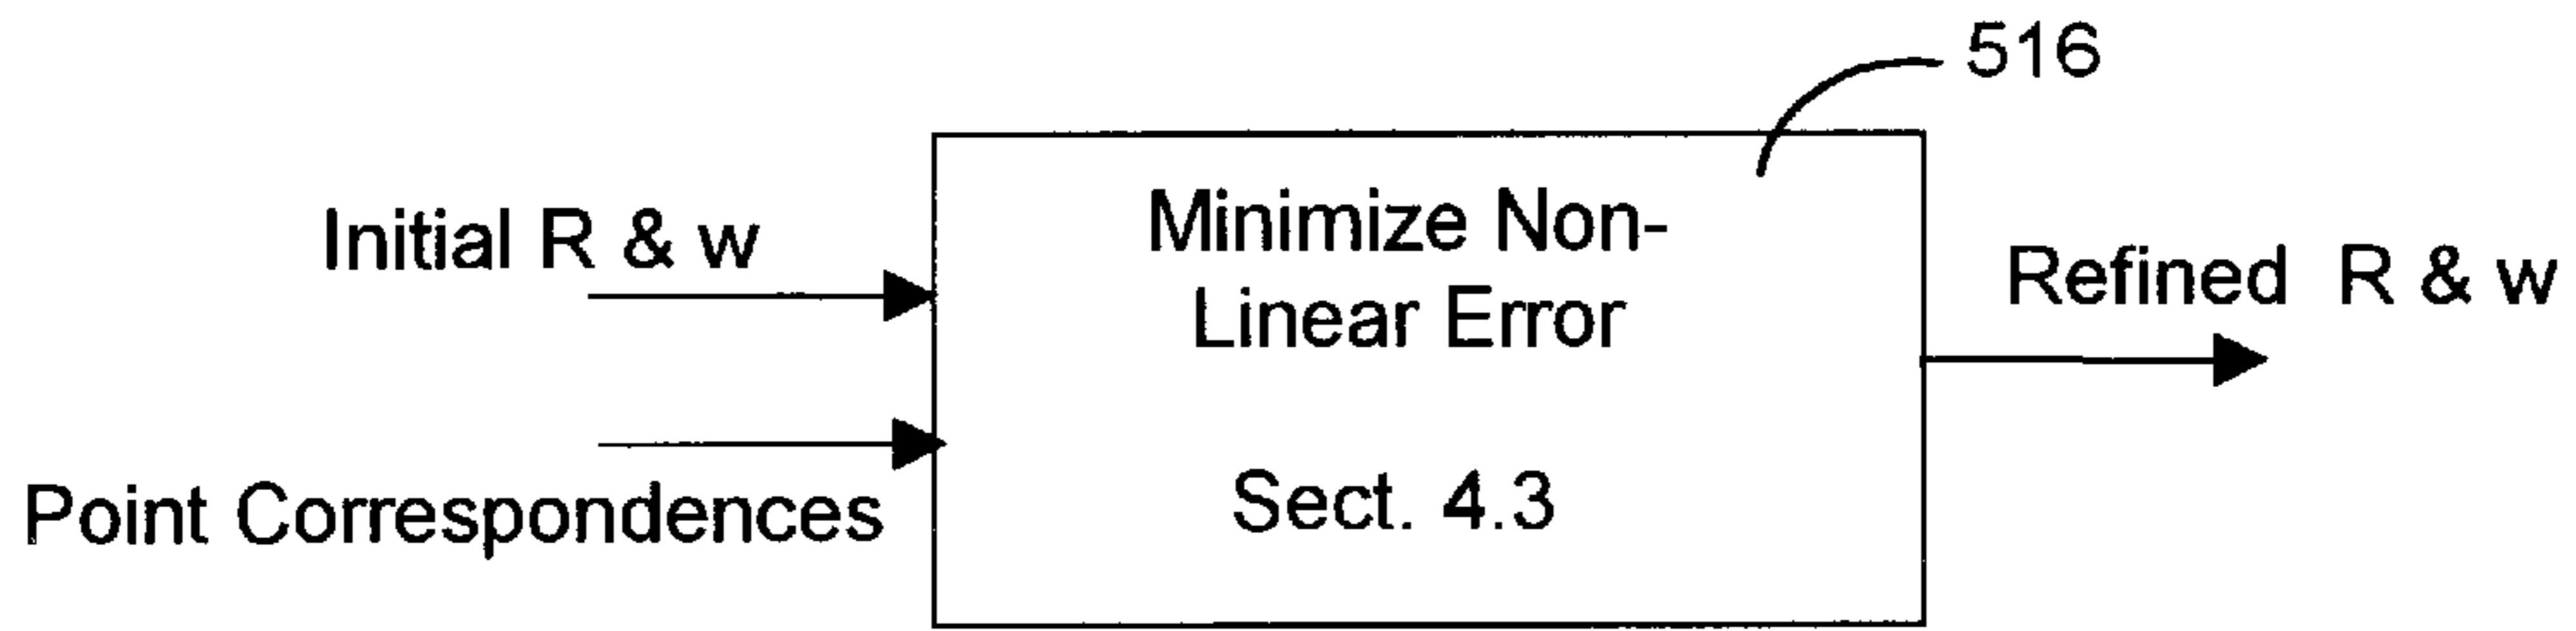 516
Initial R & w
Minimize Non-
Linear Error
Refined R & w
Point Correspondences
Sect. 4.3